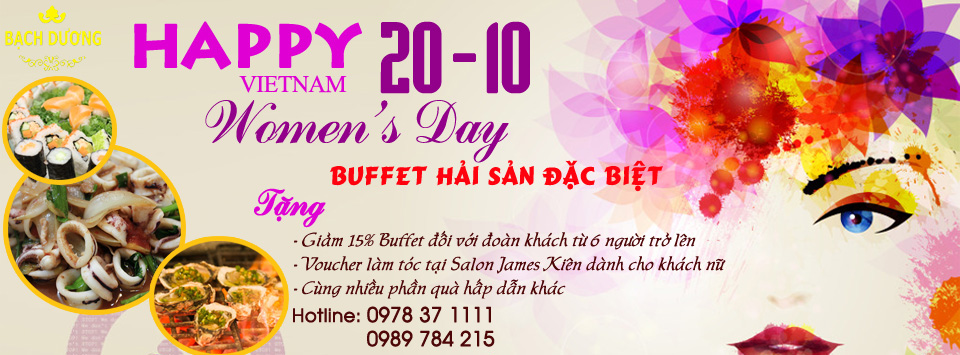 BẠCH DƯƠNG
HAPPY 20-10
VIETNAM
Women's Day
BUFFET HẢI SẢN ĐẶC BIỆT
Tặng
- Giảm 15% Buffet đối với đoàn khách từ 6 người trở lên
- Voucher làm tóc tại Salon James Kiên dành cho khách nữ
- Cùng nhiều phần quà hấp dẫn khác
Hotline: 0978 37 1111
0989 784 215